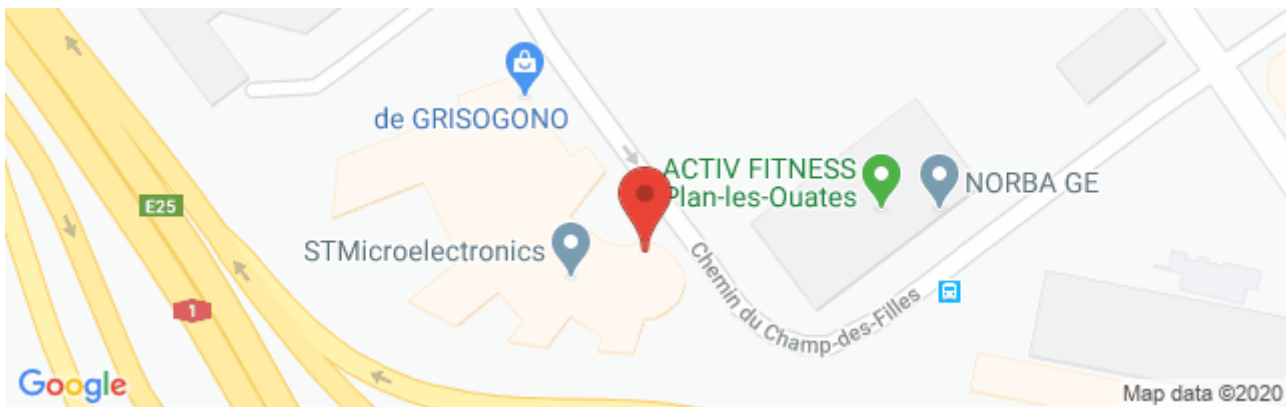 de GRISOGONO
ACTIV FITNESS
Plan-les-Ouates
NORBA GE
E25
STMicroelectronics
1
Chemin du Champ-des-Filles
Google
Map data ©2020